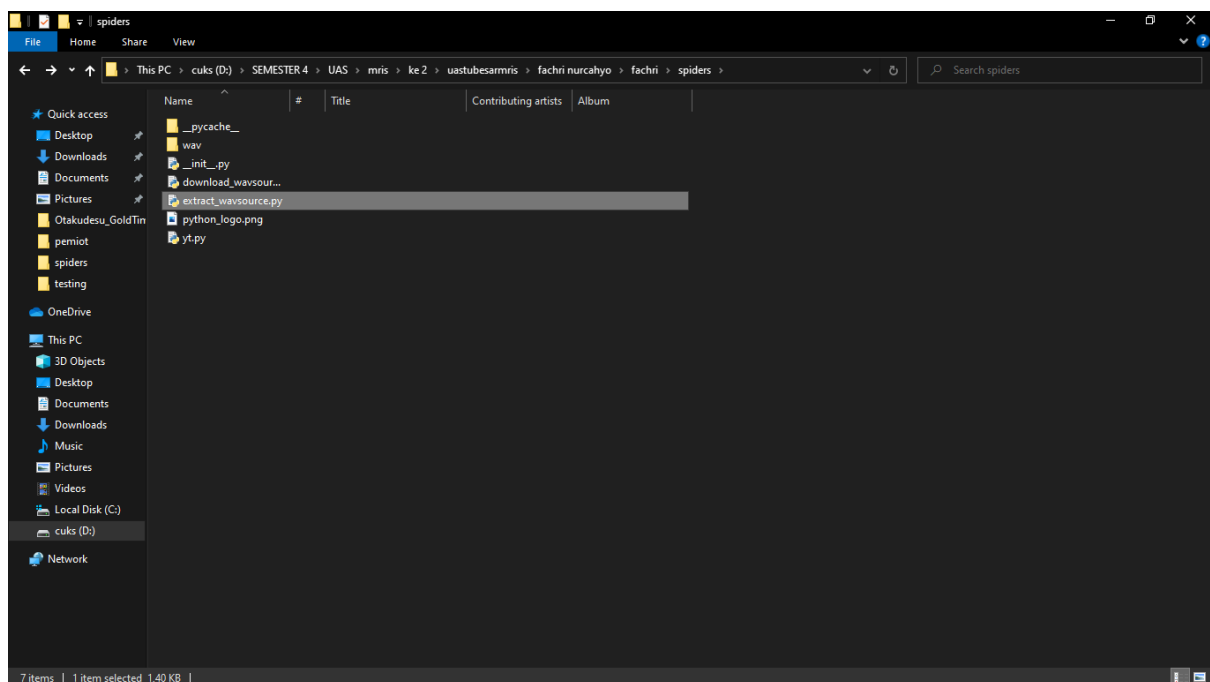 spiders
File Home Share View
This PC > cuks (D:) > SEMESTER 4 > UAS > mris > ke 2 > uastubesarmris > fachri nurcahyo > fachri > spiders >
Search spiders
Name # Title Contributing artists Album
Quick access
Desktop
Downloads
Documents
Pictures
Otakudesu_GoldTin
pemiot
spiders
testing
OneDrive
This PC
3D Objects
Desktop
Documents
Downloads
Music
Pictures
Videos
Local Disk (C:)
cuks (D:)
Network
__pycache__
wav
__init__.py
download_wavsour...
extract_wavsource.py
python_logo.png
yt.py
7 items 1 item selected 1.40 KB